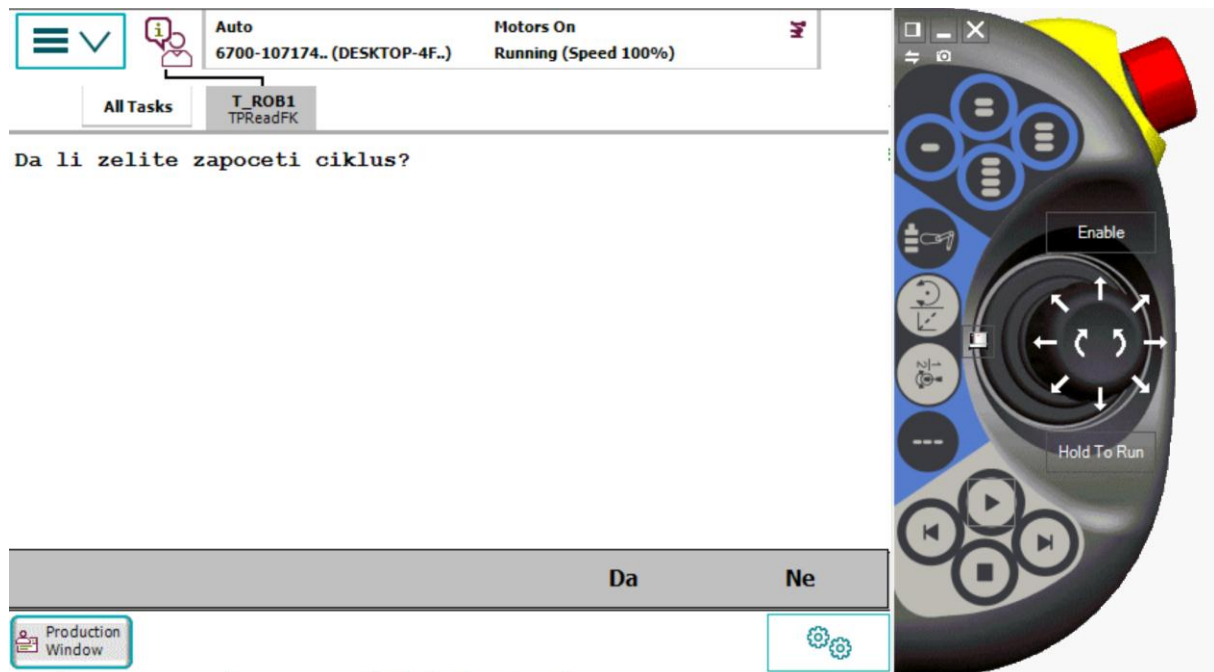 Auto
Motors On
6700-107174.. (DESKTOP-4F..)
Running (Speed 100%)
All Tasks
T_ROB1
TPReadFK
Da li zelite zapoceti ciklus?
Enable
Hold To Run
Da
Ne
Production
Window